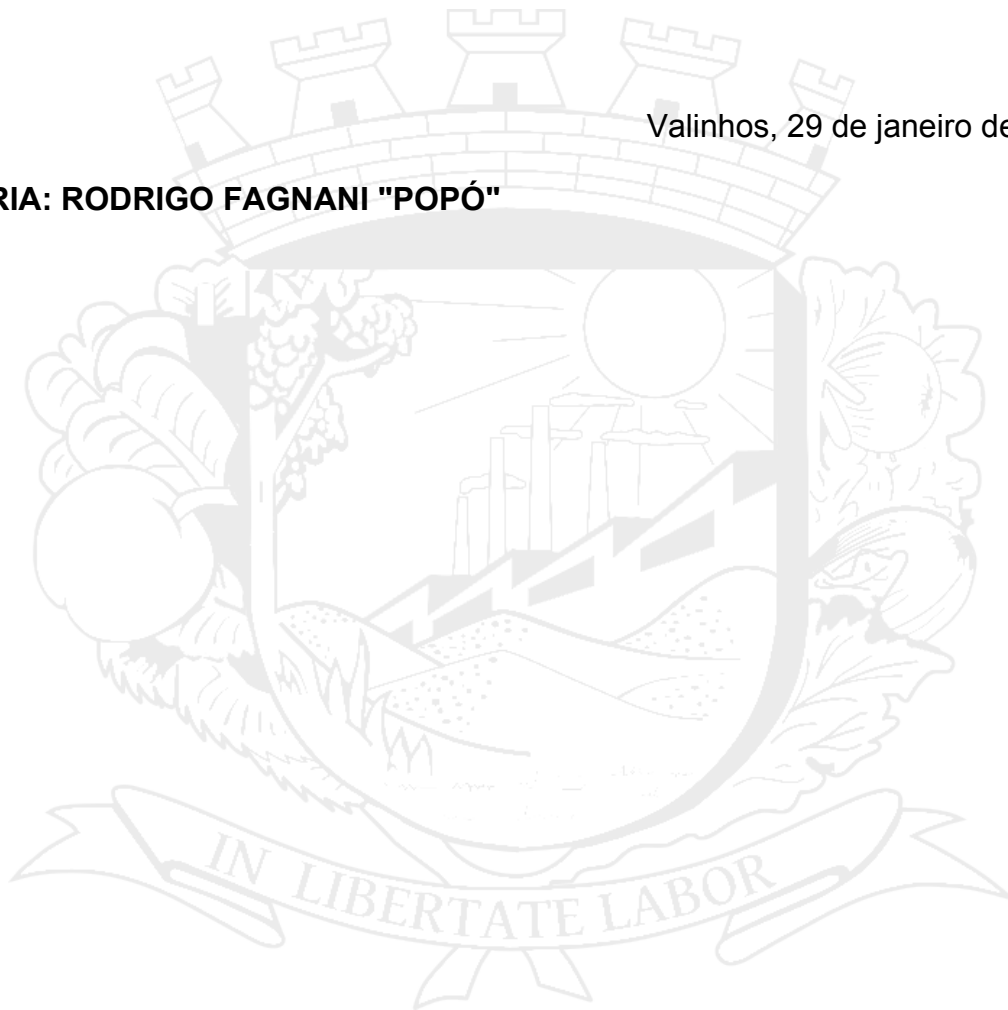 Valinhos, 29 de janeiro de
RIA: RODRIGO FAGNANI "POPÓ"
IN LIBERTATE LABOR